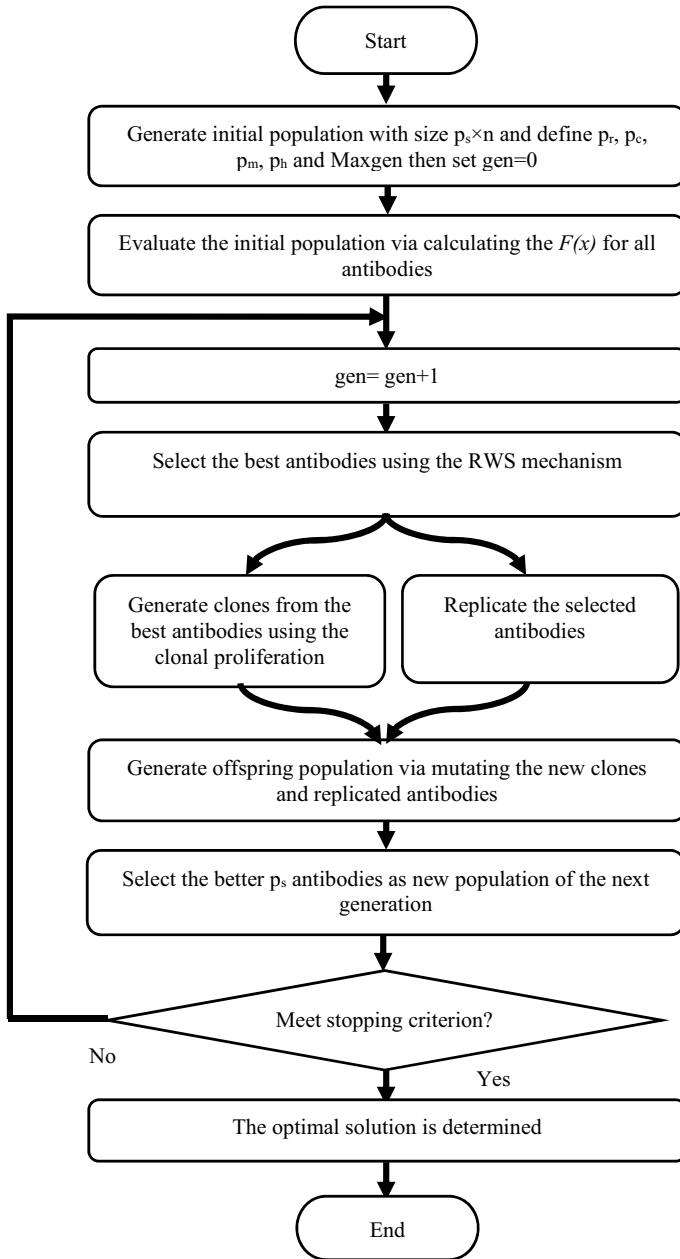 Start
Generate initial population with size pₛ×n and define pᵣ, p꜀,
pₘ, pₕ and Maxgen then set gen=0
Evaluate the initial population via calculating the F(x) for all
antibodies
gen= gen+1
Select the best antibodies using the RWS mechanism
Generate clones from the
best antibodies using the
clonal proliferation
Replicate the selected
antibodies
Generate offspring population via mutating the new clones
and replicated antibodies
Select the better pₛ antibodies as new population of the next
generation
Meet stopping criterion?
No
Yes
The optimal solution is determined
End